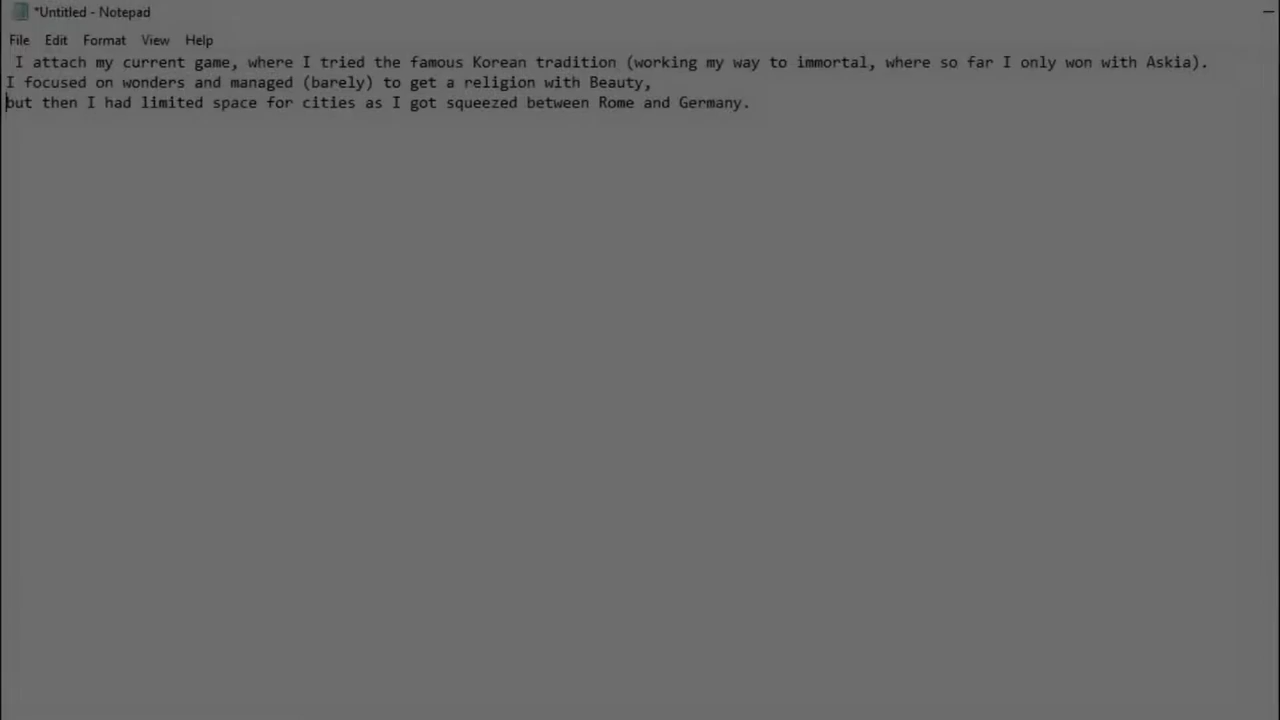 *Untitled - Notepad
File Edit Format View Help
I attach my current game, where I tried the famous Korean tradition (working my way to immortal, where so far I only won with Askia).
I focused on wonders and managed (barely) to get a religion with Beauty,
but then I had limited space for cities as I got squeezed between Rome and Germany.